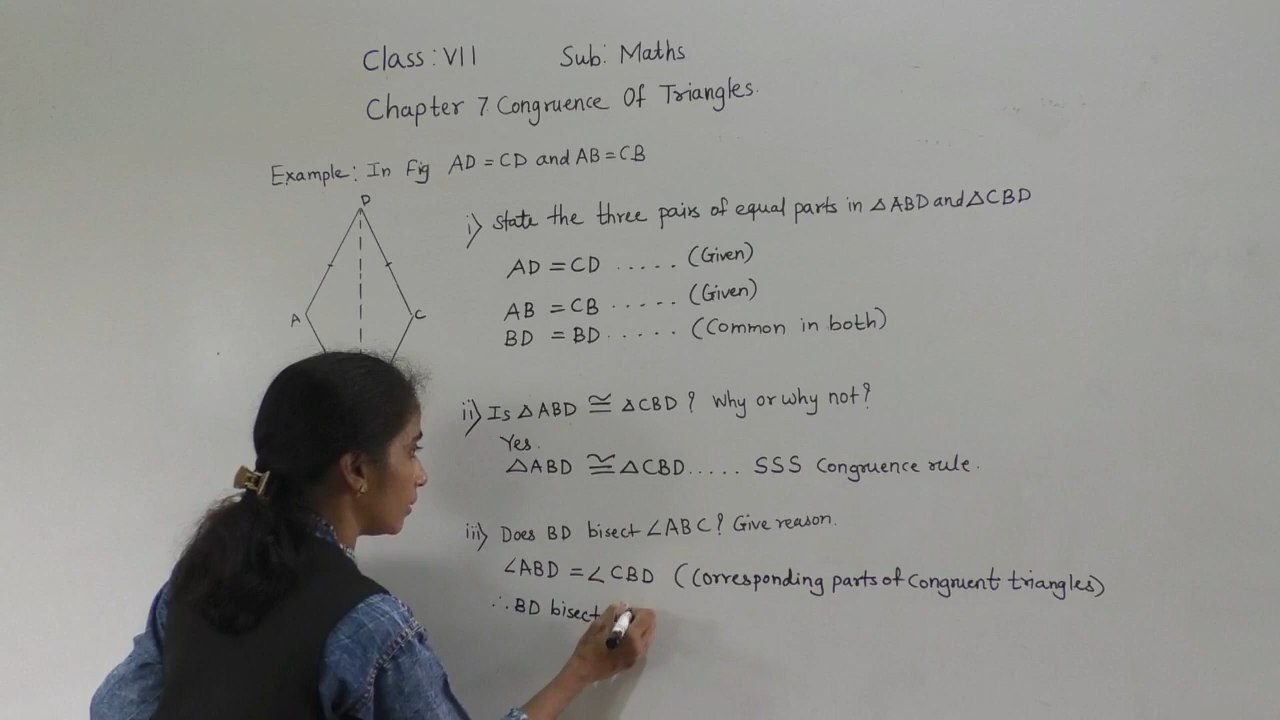 Class: VII Sub: Maths
Chapter 7 Congruence Of Triangles.
Example: In Fig AD = CD and AB = CB
D
A
C
i) State the three pairs of equal parts in △ABD and △CBD
AD = CD ..... (Given)
AB = CB ..... (Given)
BD = BD ..... (Common in both)
ii) Is △ABD ≅ △CBD? Why or why not?
Yes.
△ABD ≅ △CBD ..... SSS Congruence rule.
iii) Does BD bisect ∠ABC? Give reason.
∠ABD = ∠CBD (Corresponding parts of Congruent triangles)
∴ BD bisect